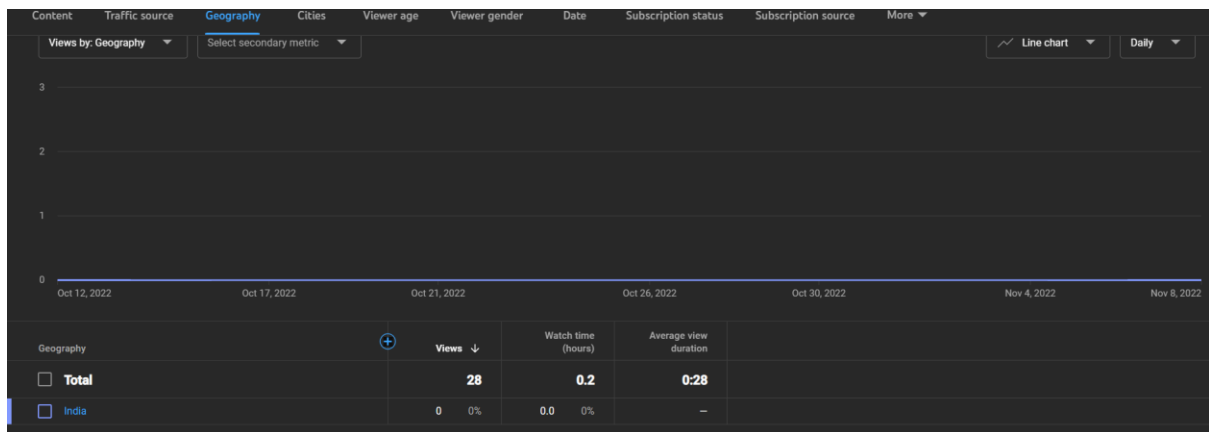 Content Traffic source Geography Cities Viewer age Viewer gender Date Subscription status Subscription source More
Views by: Geography Select secondary metric Line chart Daily
3
2
1
0
Oct 12, 2022 Oct 17, 2022 Oct 21, 2022 Oct 26, 2022 Oct 30, 2022 Nov 4, 2022 Nov 8, 2022
Geography Views Watch time (hours) Average view duration
Total 28 0.2 0:28
India 0 0% 0.0 0% —